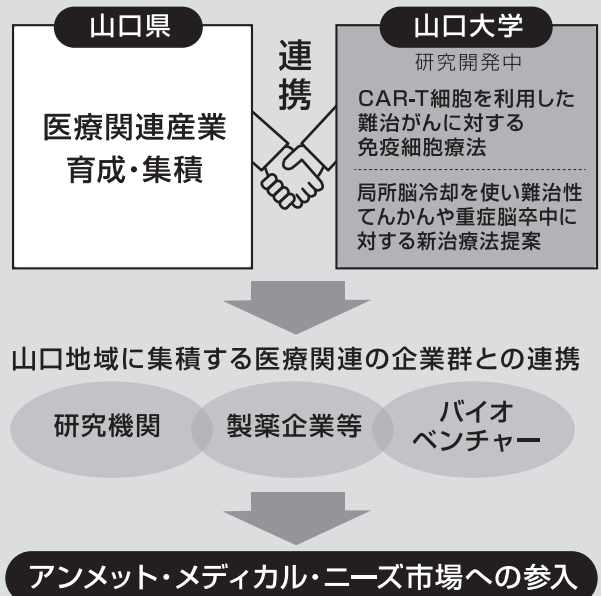 山口県
医療関連産業
育成・集積
連携
山口大学
研究開発中
CAR-T細胞を利用した
難治がんに対する
免疫細胞療法
局所脳冷却を使い難治性
てんかんや重症脳卒中に
対する新治療法提案
山口地域に集積する医療関連の企業群との連携
研究機関
製薬企業等
バイオ
ベンチャー
アンメット・メディカル・ニーズ市場への参入